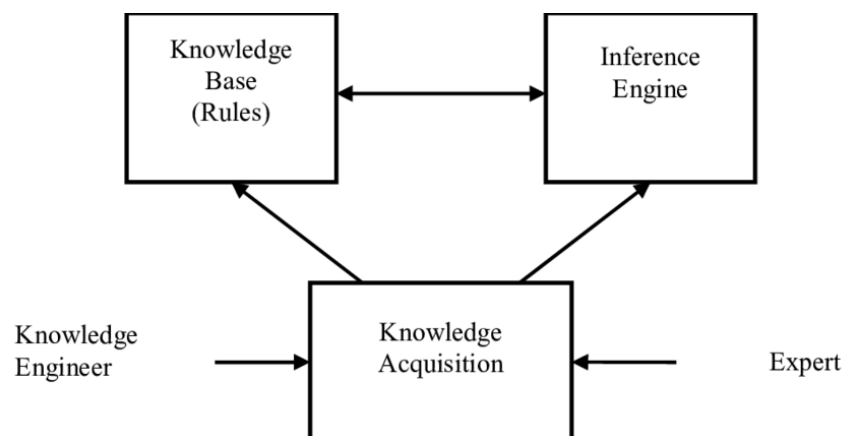 Knowledge
Base
(Rules)
Inference
Engine
Knowledge
Engineer
Knowledge
Acquisition
Expert